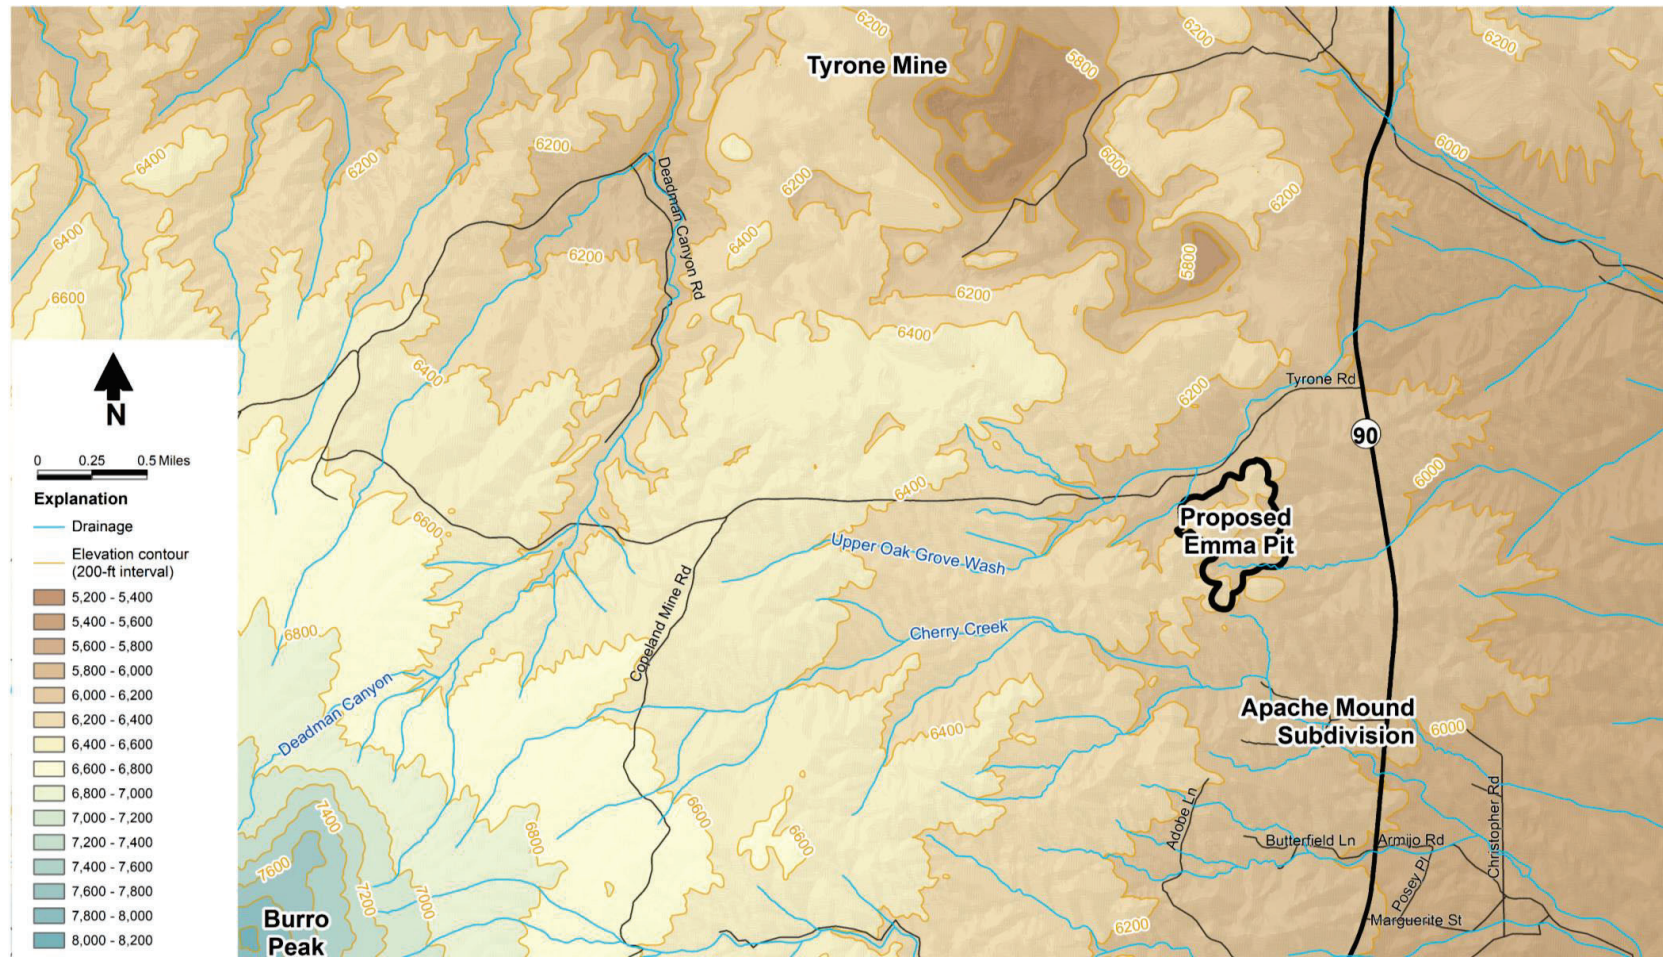 6200
Tyrone Mine
5800
6200
6200
6400
6200
6200
6000
6000
6200
6200
Deadman Canyon Rd
6400
6400
6200
5800
6600
6200
6400
6400
Tyrone Rd
6200
90
N
0 0.25 0.5 Miles
Explanation
Drainage
Elevation contour
(200-ft interval)
5,200 - 5,400
5,400 - 5,600
5,600 - 5,800
5,800 - 6,000
6,000 - 6,200
6,200 - 6,400
6,400 - 6,600
6,600 - 6,800
6,800 - 7,000
7,000 - 7,200
7,200 - 7,400
7,400 - 7,600
7,600 - 7,800
7,800 - 8,000
8,000 - 8,200
6000
6400
6600
Proposed
Emma Pit
Upper Oak Grove Wash
Copeland Mine Rd
Cherry Creek
6800
Deadman Canyon
Apache Mound
Subdivision
6400
6000
7400
6600
6600
6800
Adobe Ln
Butterfield Ln
Armijo Rd
Christopher Rd
Posey Pl
7600
7200
7000
Marguerite St
6200
Burro
Peak